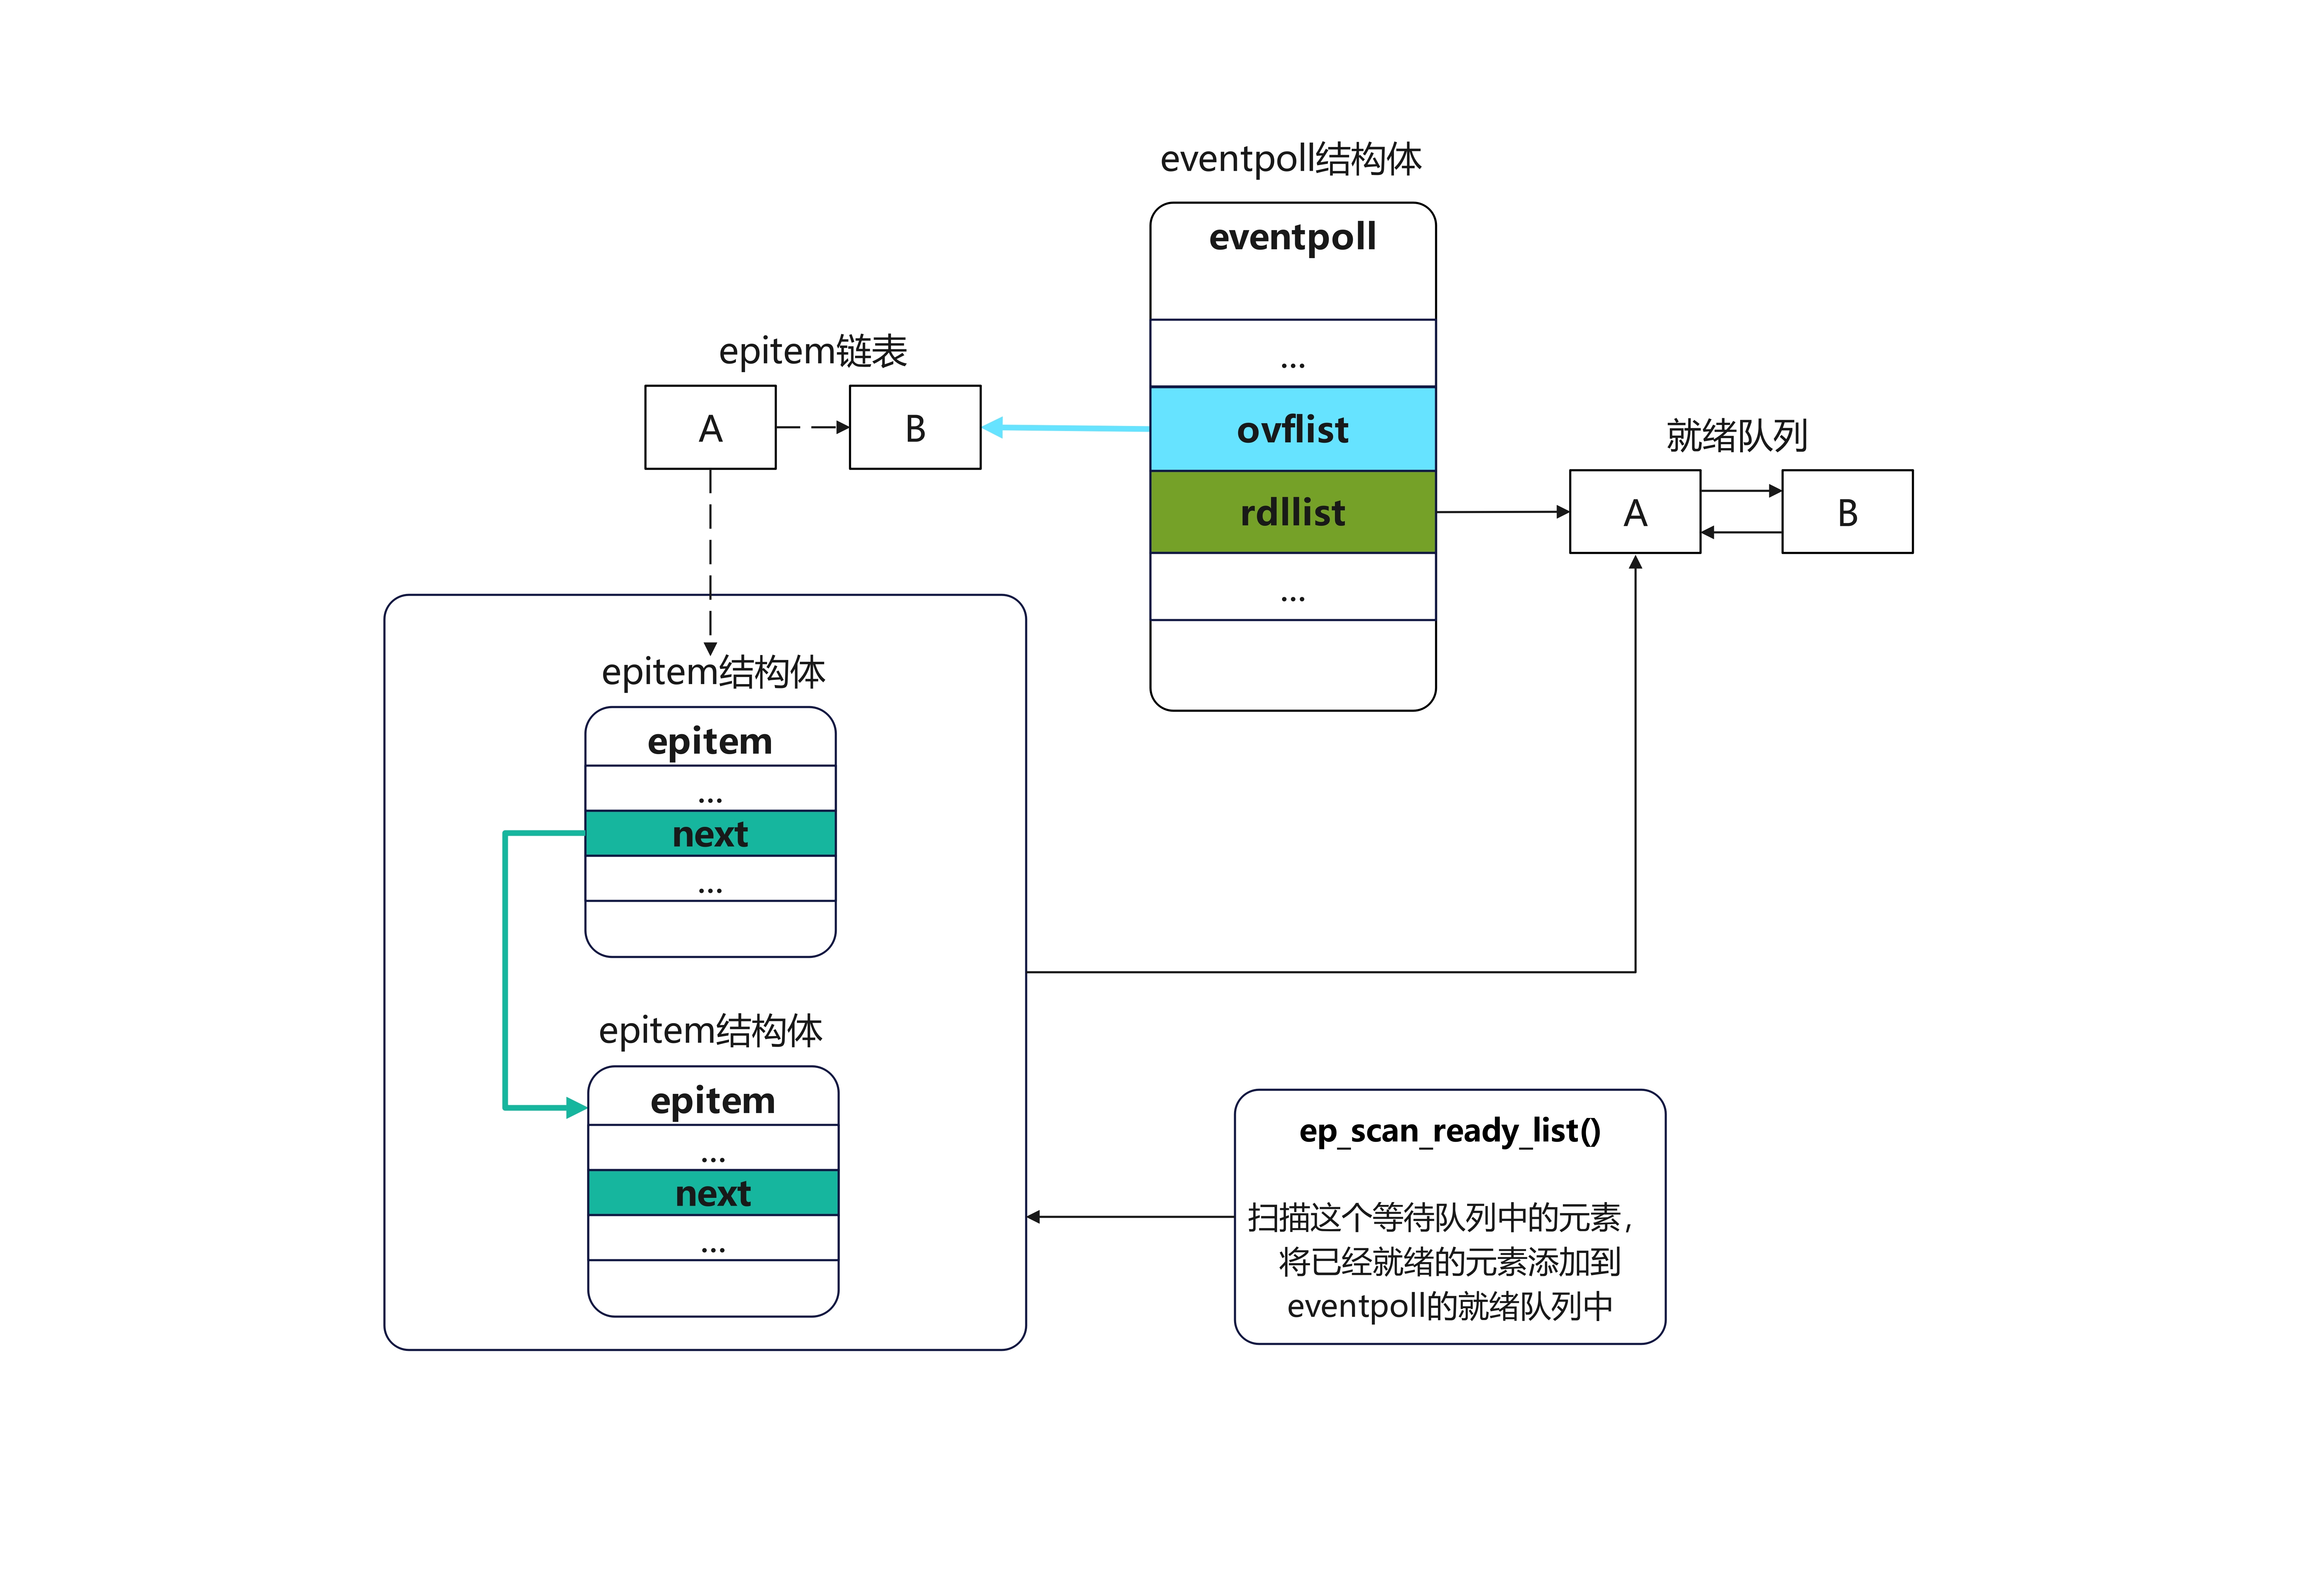 eventpoll结构体
eventpoll
...
ovflist
rdllist
...
epitem链表
A
B
就绪队列
A
B
epitem结构体
epitem
...
next
...
epitem结构体
epitem
...
next
...
ep_scan_ready_list()
扫描这个等待队列中的元素，
将已经就绪的元素添加到
eventpoll的就绪队列中